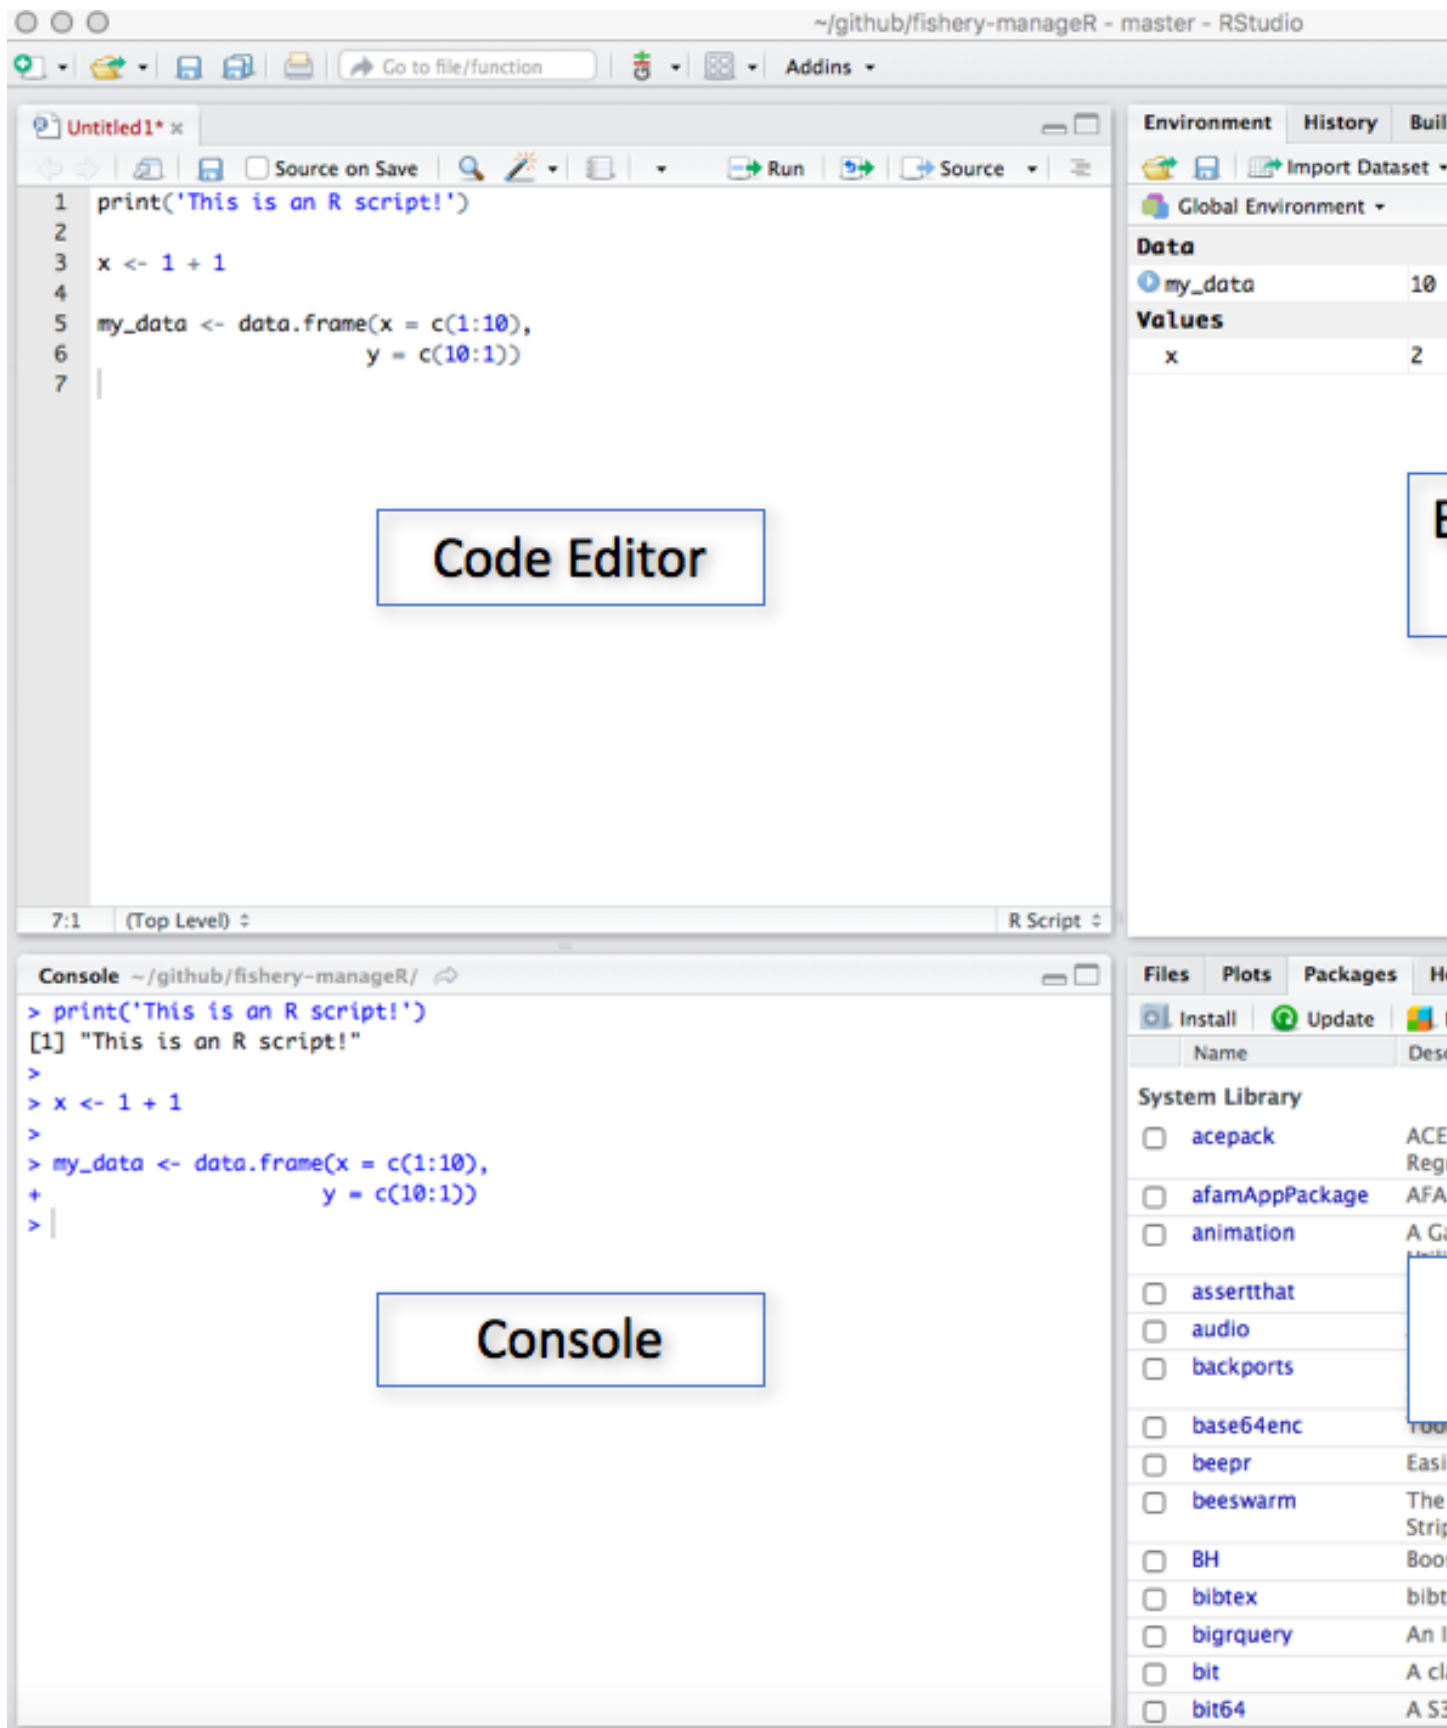 ~/github/fishery-manageR - master - RStudio
Go to file/function
Addins
Untitled1*
Source on Save
Run
Source
1 print('This is an R script!')
2
3 x <- 1 + 1
4
5 my_data <- data.frame(x = c(1:10),
6 y = c(10:1))
7
Code Editor
7:1 (Top Level)
R Script
Console ~/github/fishery-manageR/
> print('This is an R script!')
[1] "This is an R script!"
>
> x <- 1 + 1
>
> my_data <- data.frame(x = c(1:10),
+ y = c(10:1))
>
Console
Environment History
Import Dataset
Global Environment
Data
my_data 10
Values
x 2
Files Plots Packages
Install Update
Name
System Library
acepack ACE
afamAppPackage
animation A
assertthat
audio
backports
base64enc
beepr
beeswarm The
BH
bibtex
bigrquery An
bit A
bit64 A